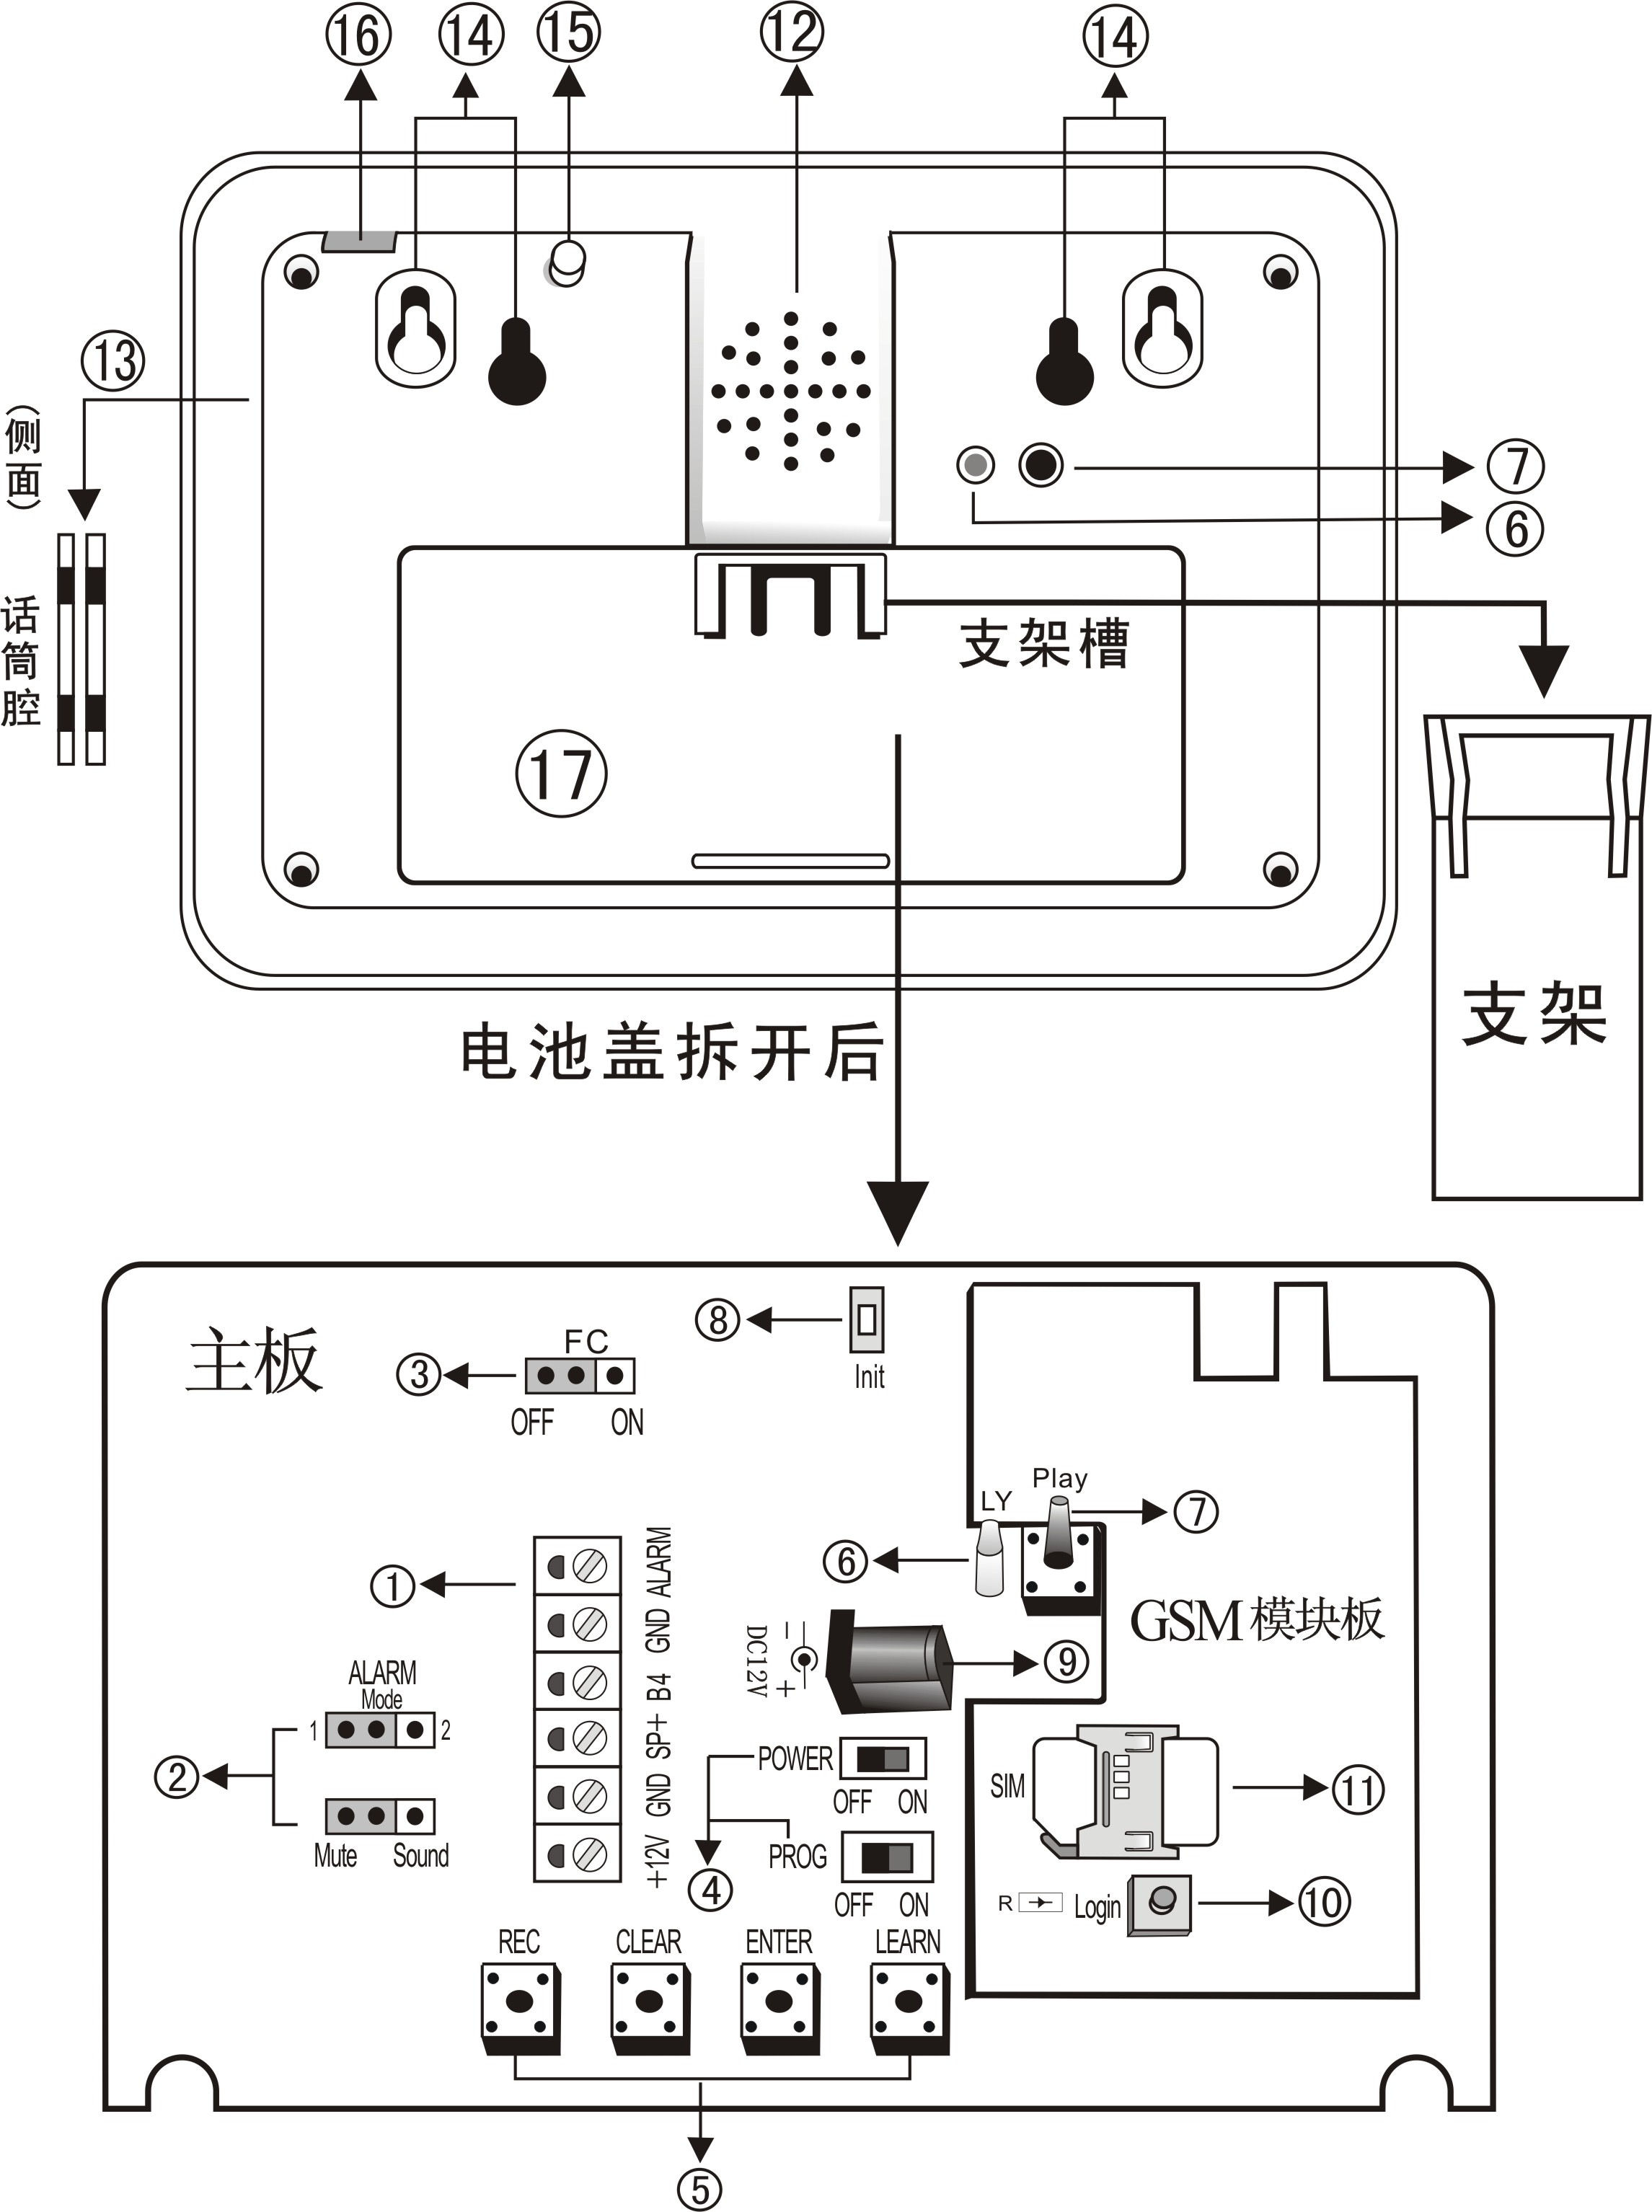 ⑯ ⑭ ⑮ ⑫ ⑭
⑬
(侧面)
话筒腔
⑦
⑥
支架槽
⑰
支架
电池盖拆开后
主板
⑧
Init
③
FC
OFF ON
Play
LY
⑦
⑥
①
ALARM
GND
B4
SP+
GND
+12V
GSM模块板
DC12V
− +
⑨
ALARM
Mode
1 2
②
Mute Sound
POWER
OFF ON
PROG
OFF ON
④
SIM
⑪
R Login
⑩
REC CLEAR ENTER LEARN
⑤